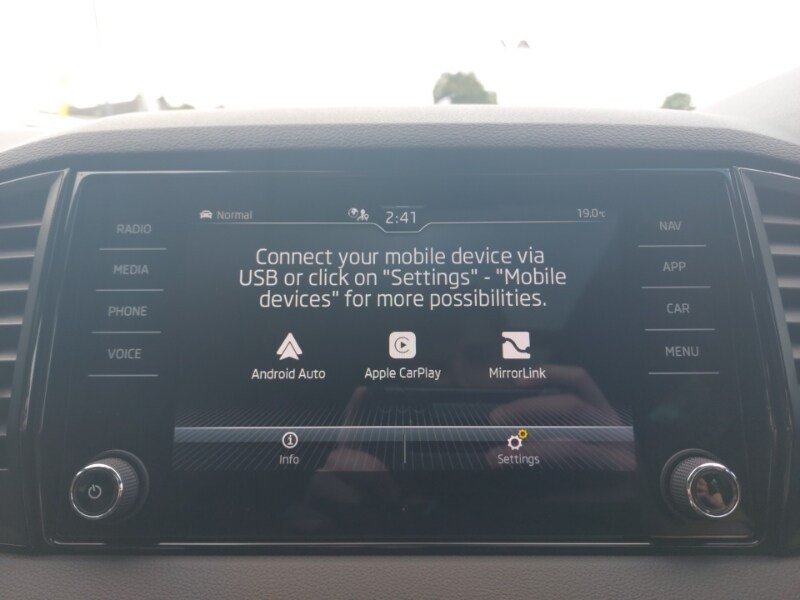 Normal
2:41
19.0°C
RADIO
MEDIA
PHONE
VOICE
Connect your mobile device via
USB or click on "Settings" - "Mobile
devices" for more possibilities.
Android Auto
Apple CarPlay
MirrorLink
Info
Settings
NAV
APP
CAR
MENU